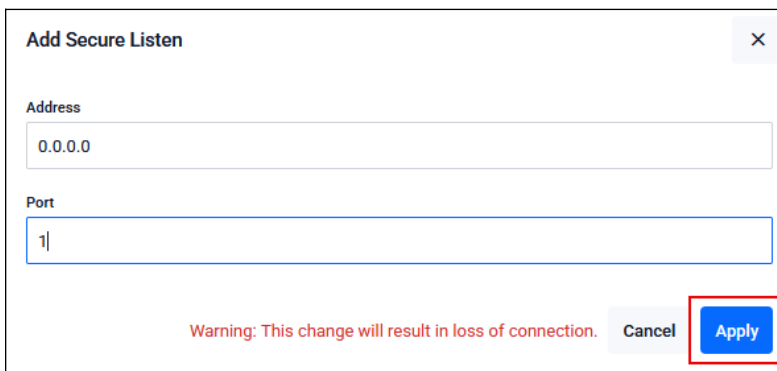 Add Secure Listen
Address
0.0.0.0
Port
1
Warning: This change will result in loss of connection. Cancel Apply